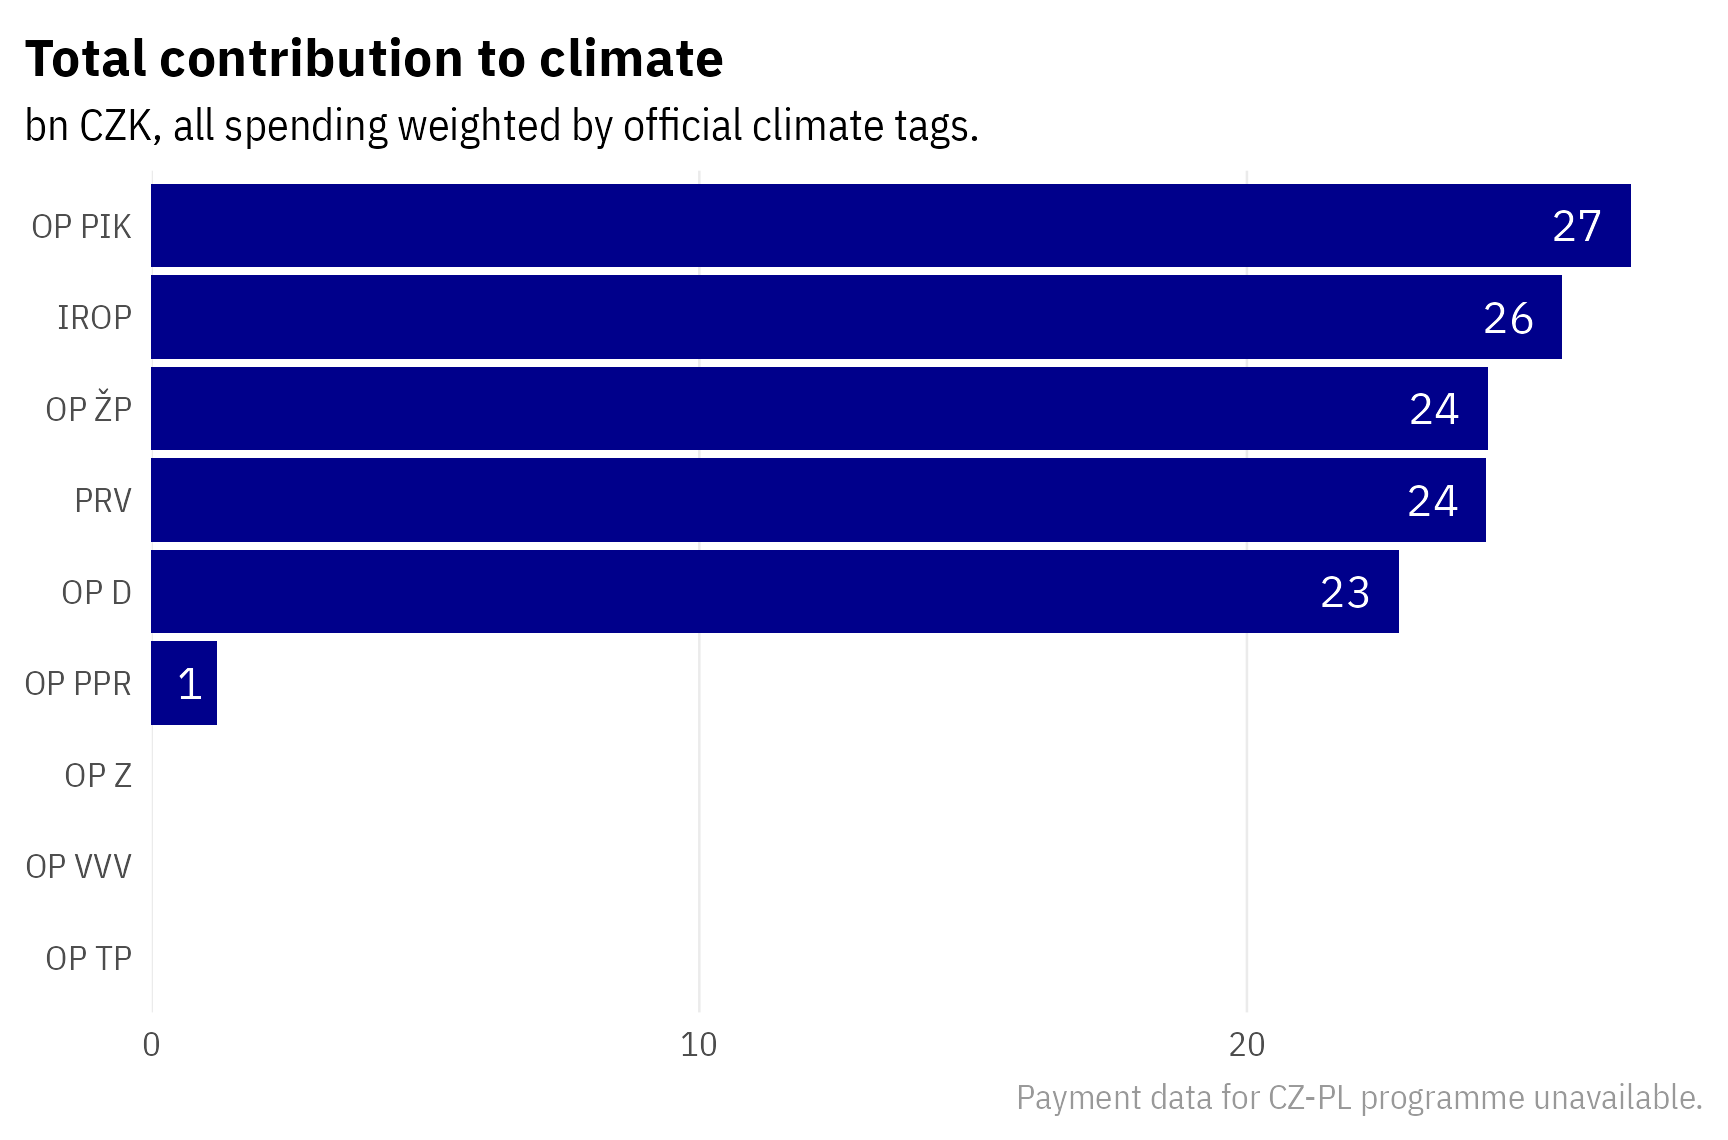 Total contribution to climate
bn CZK, all spending weighted by official climate tags.
OP PIK 27
IROP 26
OP ŽP 24
PRV 24
OP D 23
OP PPR 1
OP Z
OP VVV
OP TP
0 10 20
Payment data for CZ-PL programme unavailable.